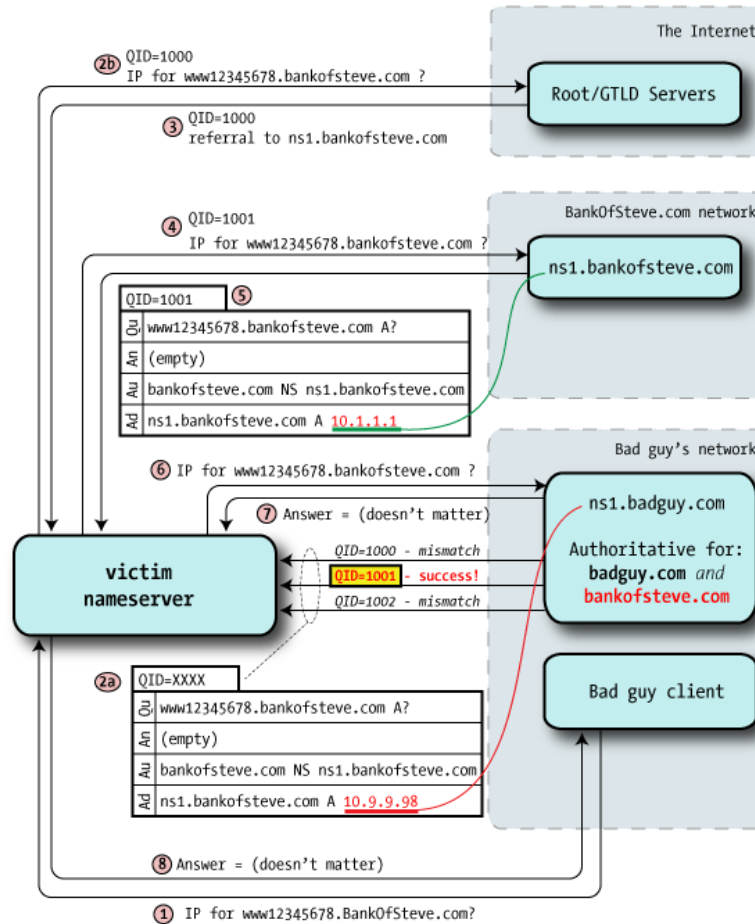 The Internet
2b QID=1000
IP for www12345678.bankofsteve.com ?
Root/GTLD Servers
3 QID=1000
referral to ns1.bankofsteve.com
BankOfSteve.com network
4 QID=1001
IP for www12345678.bankofsteve.com ?
ns1.bankofsteve.com
QID=1001 5
Qu www12345678.bankofsteve.com A?
An (empty)
Au bankofsteve.com NS ns1.bankofsteve.com
Ad ns1.bankofsteve.com A 10.1.1.1
Bad guy's network
6 IP for www12345678.bankofsteve.com ?
7 Answer = (doesn't matter)
ns1.badguy.com
Authoritative for:
badguy.com and
bankofsteve.com
victim
nameserver
QID=1000 - mismatch
QID=1001 - success!
QID=1002 - mismatch
2a QID=XXXX
Qu www12345678.bankofsteve.com A?
An (empty)
Au bankofsteve.com NS ns1.bankofsteve.com
Ad ns1.bankofsteve.com A 10.9.9.98
Bad guy client
8 Answer = (doesn't matter)
1 IP for www12345678.BankOfSteve.com?